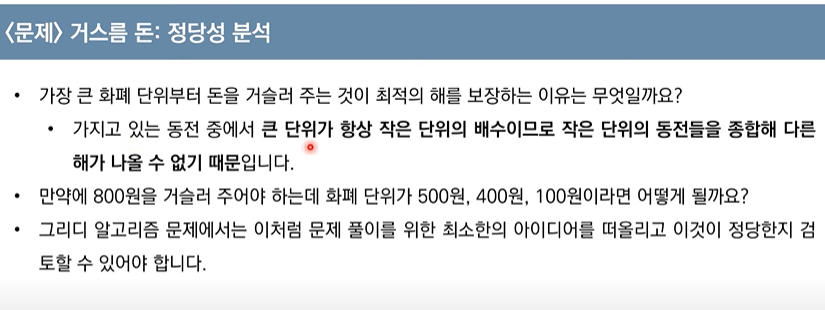 <문제> 거스름 돈: 정당성 분석
• 가장 큰 화폐 단위부터 돈을 거슬러 주는 것이 최적의 해를 보장하는 이유는 무엇일까요?
• 가지고 있는 동전 중에서 큰 단위가 항상 작은 단위의 배수이므로 작은 단위의 동전들을 종합해 다른
해가 나올 수 없기 때문입니다.
• 만약에 800원을 거슬러 주어야 하는데 화폐 단위가 500원, 400원, 100원이라면 어떻게 될까요?
• 그리디 알고리즘 문제에서는 이처럼 문제 풀이를 위한 최소한의 아이디어를 떠올리고 이것이 정당한지 검
토할 수 있어야 합니다.